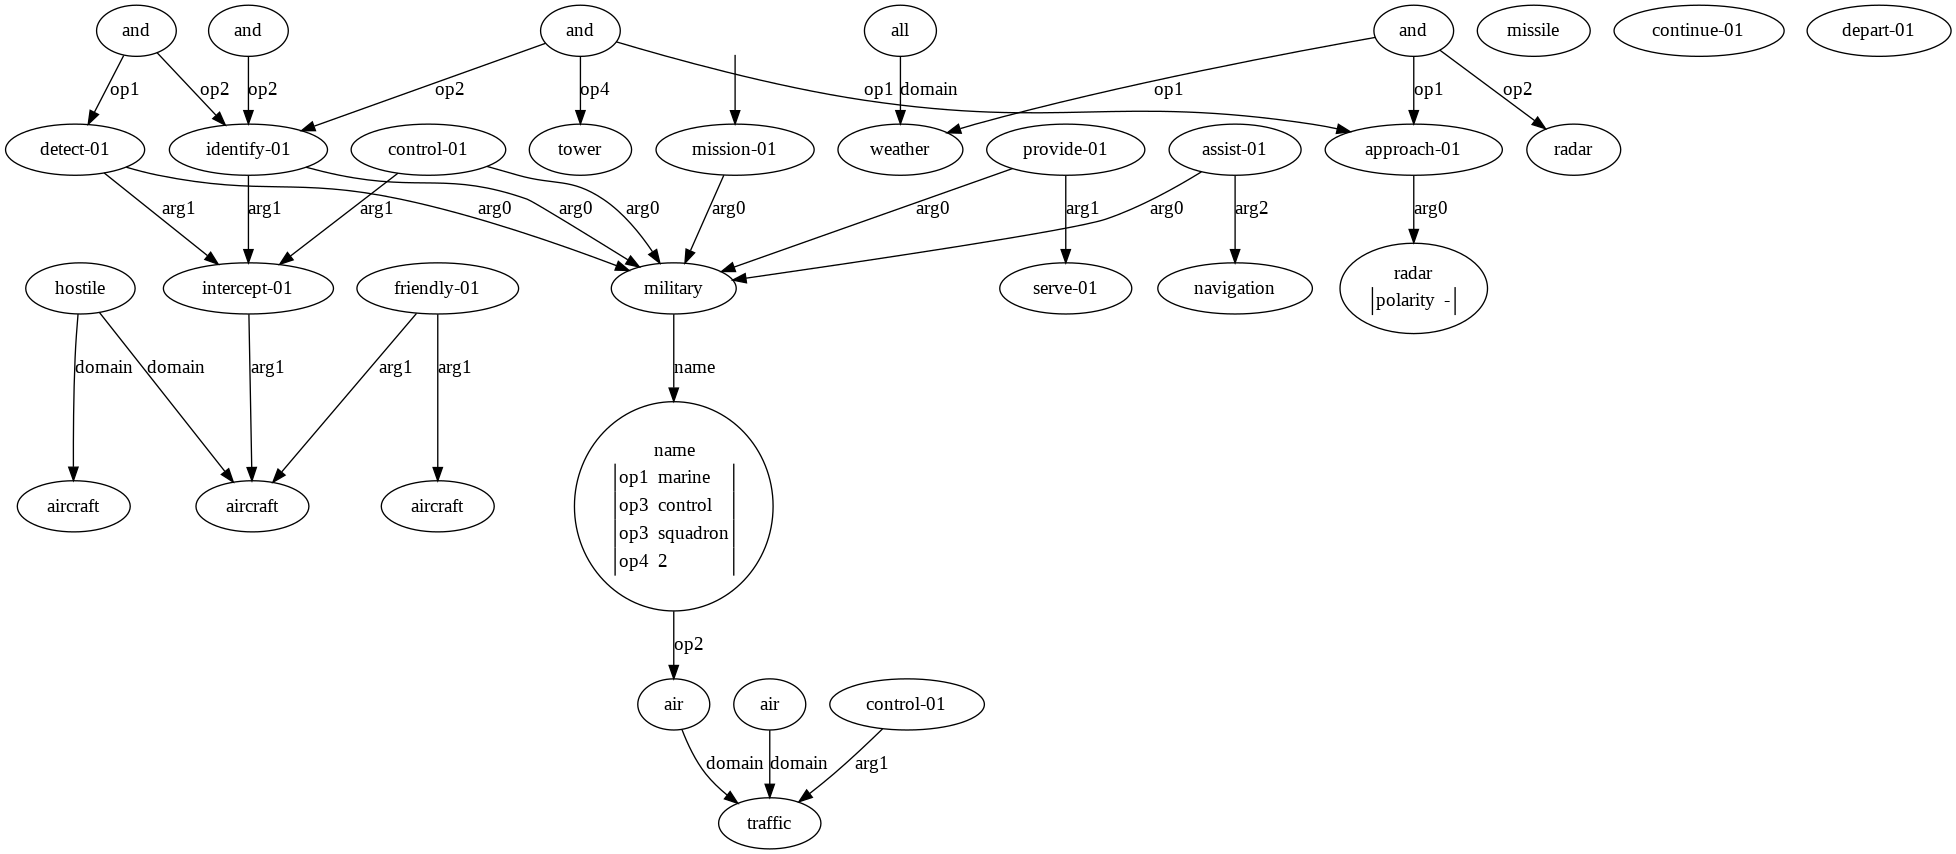 and
and
and
all
and
missile
continue-01
depart-01
op1
op2
op2
op2
op4
op1
domain
op1
op1
op2
detect-01
identify-01
control-01
tower
mission-01
weather
provide-01
assist-01
approach-01
radar
arg1
arg1
arg1
arg0
arg0
arg0
arg0
arg0
arg1
arg0
arg2
arg0
hostile
intercept-01
friendly-01
military
serve-01
navigation
radar
polarity -
domain
domain
arg1
arg1
arg1
name
aircraft
aircraft
aircraft
name
op1 marine
op3 control
op3 squadron
op4 2
op2
air
air
control-01
domain
domain
arg1
traffic